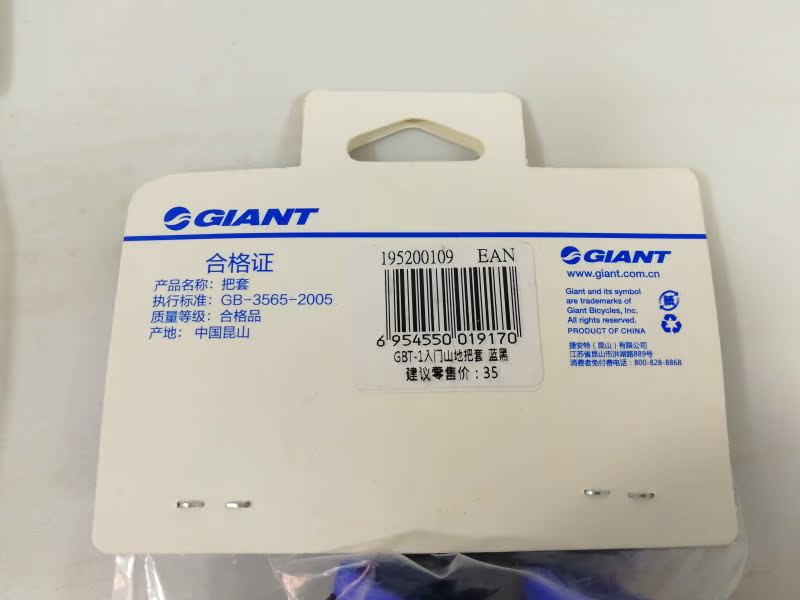 GIANT
合格证
产品名称：把套
执行标准：GB-3565-2005
质量等级：合格品
产地： 中国昆山
195200109 EAN
6 954550 019170
GBT-1入门山地把套 蓝黑
建议零售价：35
GIANT
www.giant.com.cn
Giant and its symbol
are trademarks of
Giant Bicycles, Inc.
All rights reserved.
PRODUCT OF CHINA
捷安特（昆山）有限公司
江苏省昆山市洪湖路889号
消费者免付费电话：800-828-8868